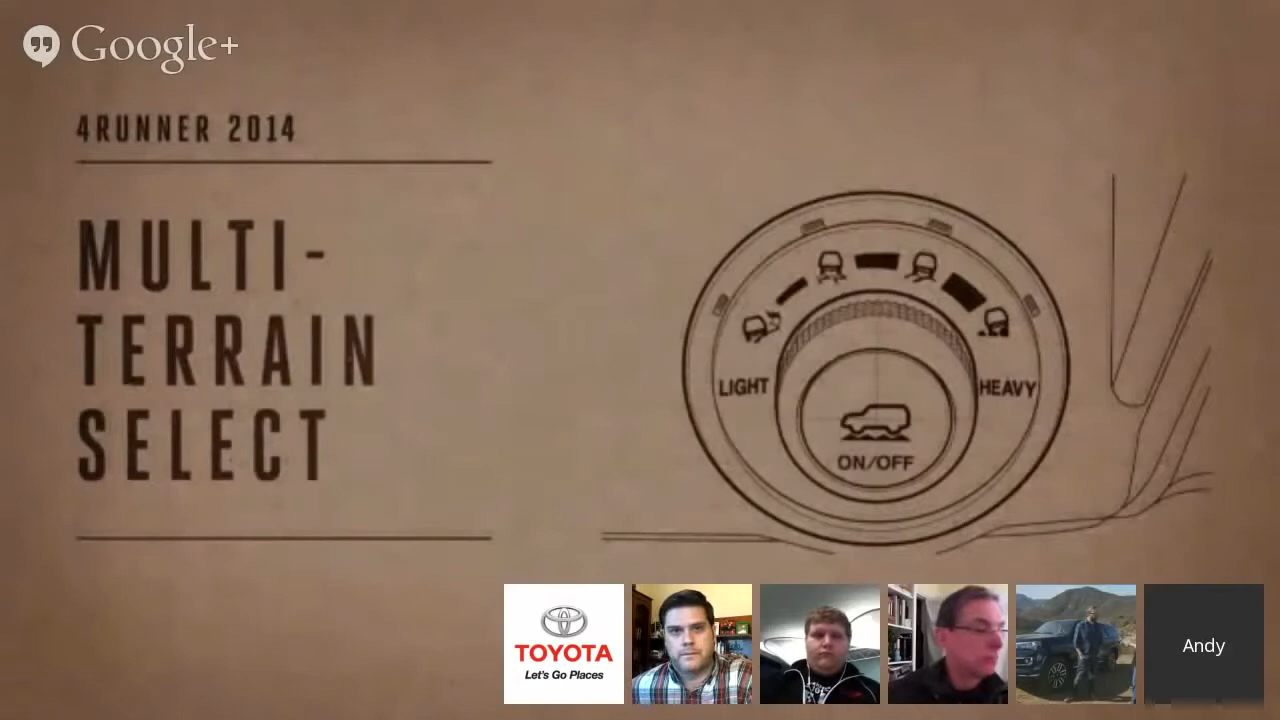 Google+
4RUNNER 2014
MULTI-
TERRAIN
SELECT
LIGHT
HEAVY
ON/OFF
TOYOTA
Let's Go Places
Andy